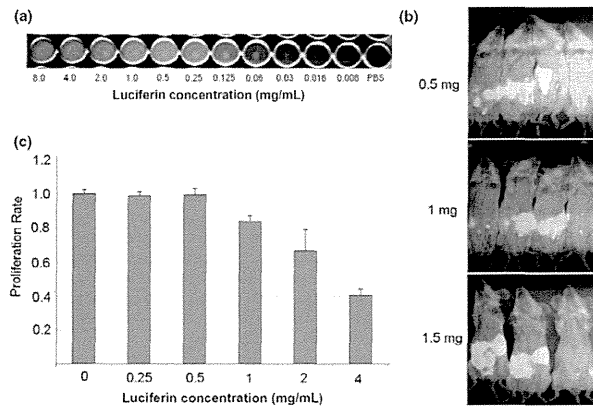 (a)
8.0 4.0 2.0 1.0 0.5 0.25 0.125 0.06 0.03 0.016 0.008 PBS
Luciferin concentration (mg/mL)
(b)
0.5 mg
1 mg
1.5 mg
(c)
Proliferation Rate
1.2
1.0
0.8
0.6
0.4
0.2
0 0.25 0.5 1 2 4
Luciferin concentration (mg/mL)